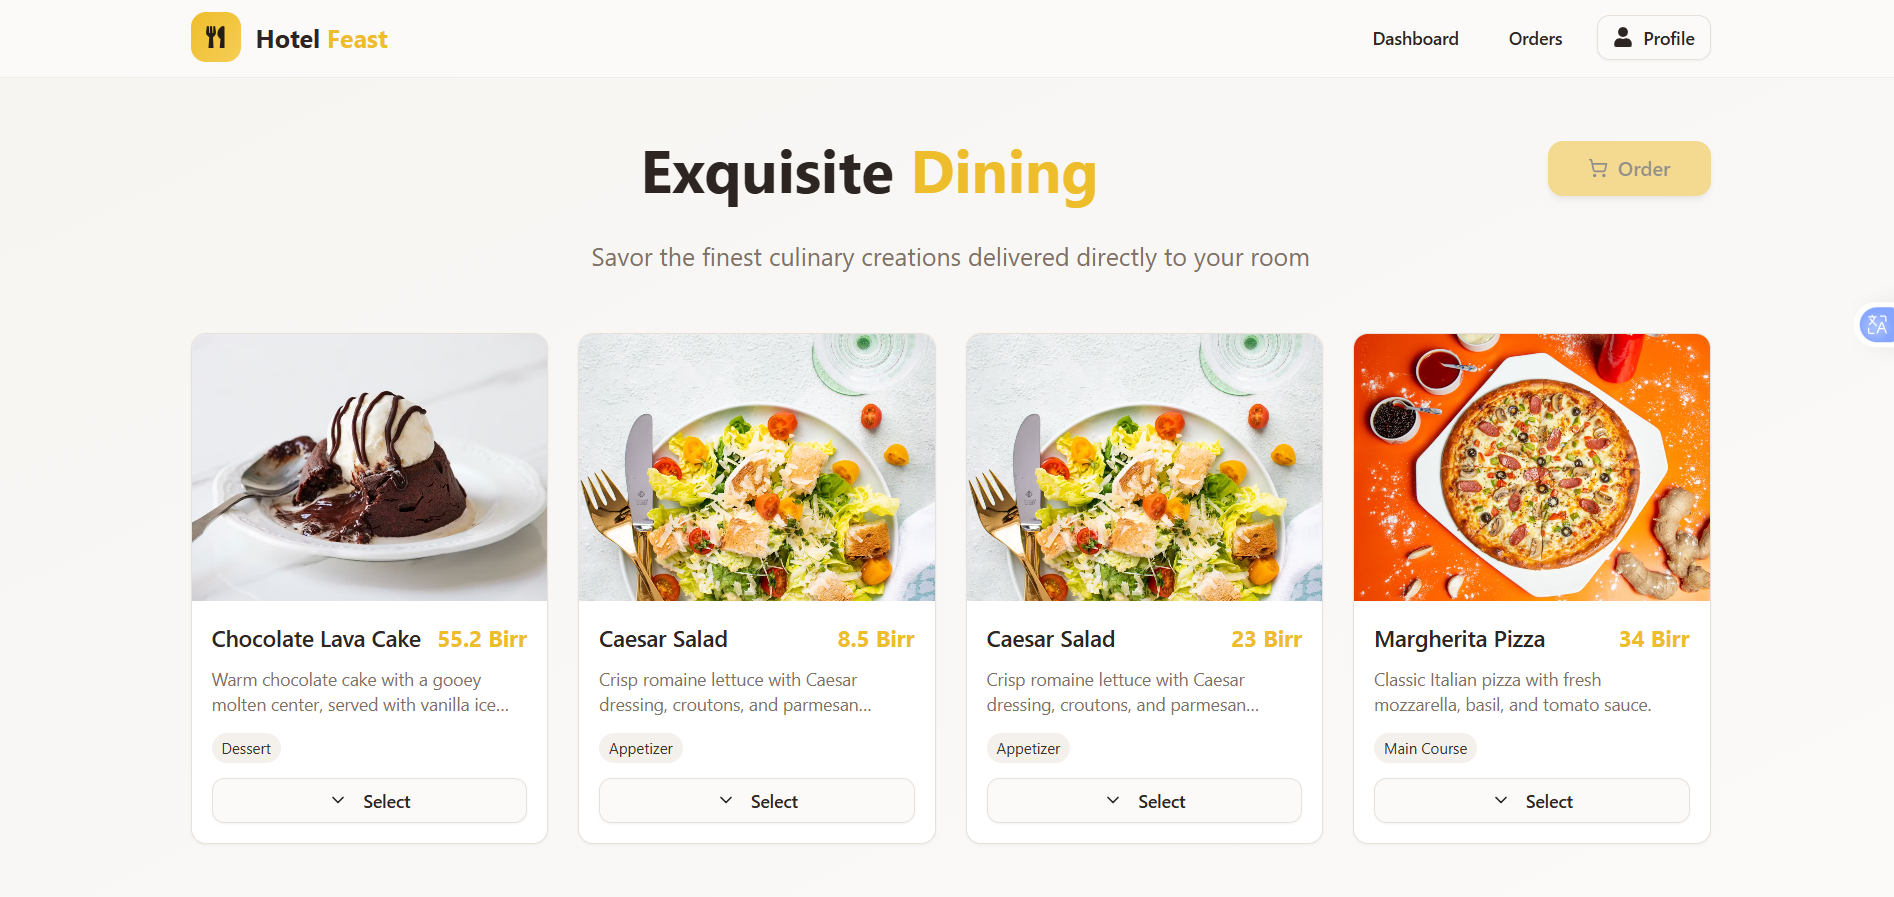 Hotel Feast
Dashboard
Orders
Profile
Exquisite Dining
Order
Savor the finest culinary creations delivered directly to your room
Chocolate Lava Cake 55.2 Birr
Warm chocolate cake with a gooey
molten center, served with vanilla ice...
Dessert
Select
Caesar Salad 8.5 Birr
Crisp romaine lettuce with Caesar
dressing, croutons, and parmesan...
Appetizer
Select
Caesar Salad 23 Birr
Crisp romaine lettuce with Caesar
dressing, croutons, and parmesan...
Appetizer
Select
Margherita Pizza 34 Birr
Classic Italian pizza with fresh
mozzarella, basil, and tomato sauce.
Main Course
Select